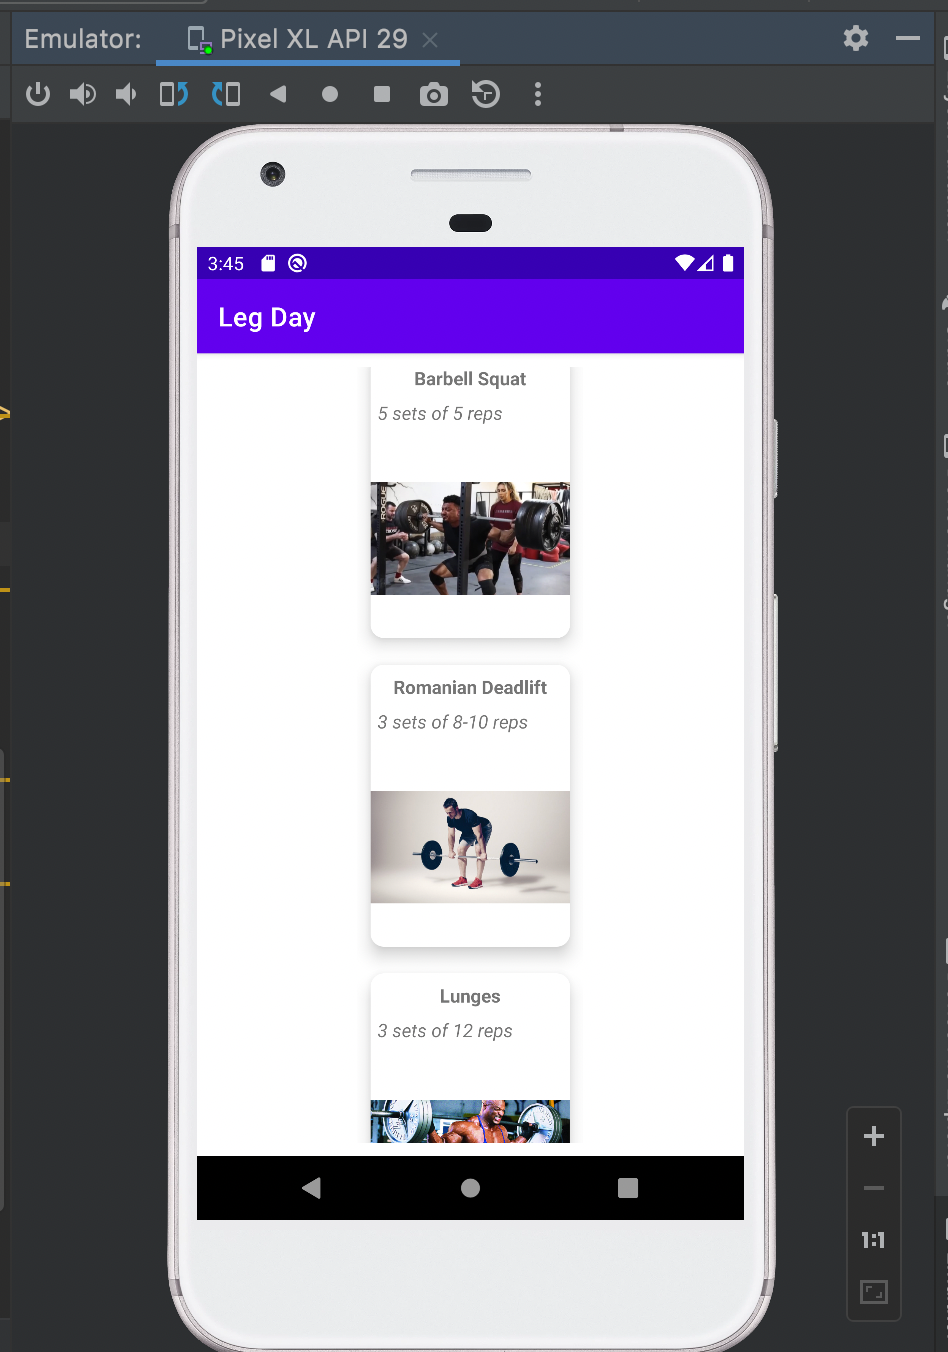 Emulator:
Pixel XL API 29
3:45
Leg Day
Barbell Squat
5 sets of 5 reps
ROGUE
Romanian Deadlift
3 sets of 8-10 reps
Lunges
3 sets of 12 reps
1:1